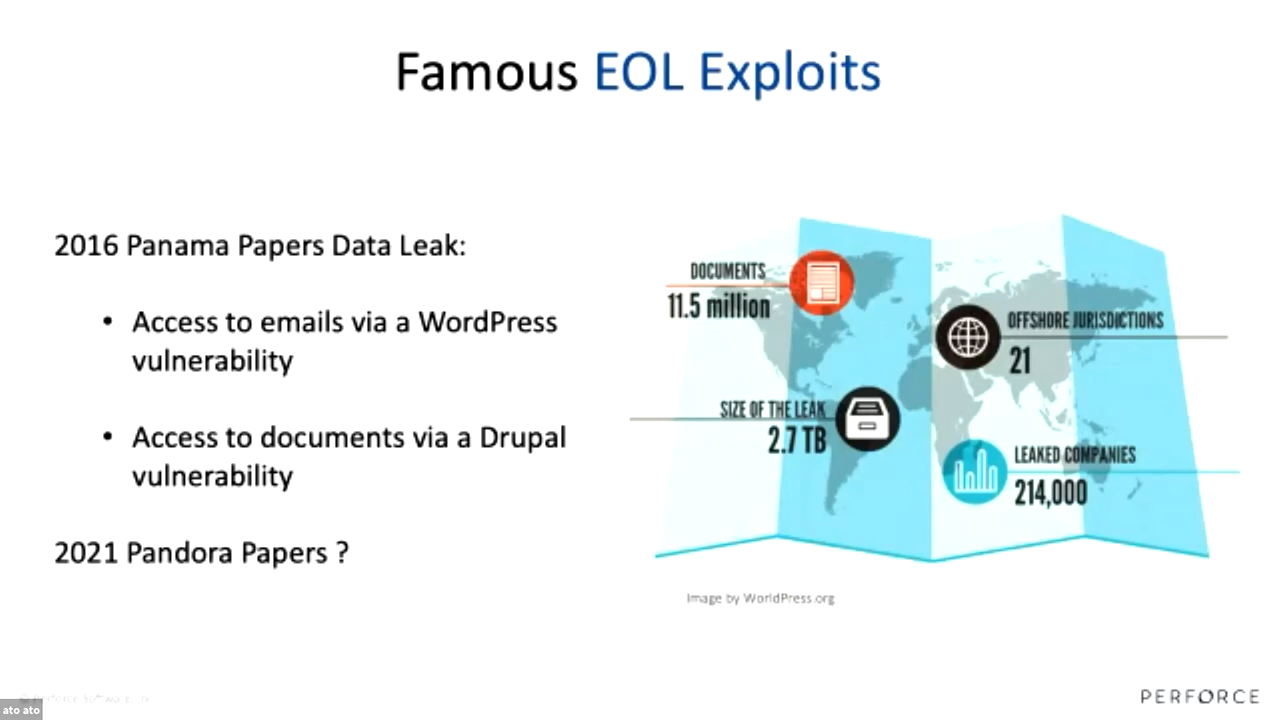 Famous EOL Exploits
2016 Panama Papers Data Leak:
• Access to emails via a WordPress
vulnerability
• Access to documents via a Drupal
vulnerability
2021 Pandora Papers ?
DOCUMENTS
11.5 million
OFFSHORE JURISDICTIONS
21
SIZE OF THE LEAK
2.7 TB
LEAKED COMPANIES
214,000
Image by WorldPress.org
ato ato
PERFORCE